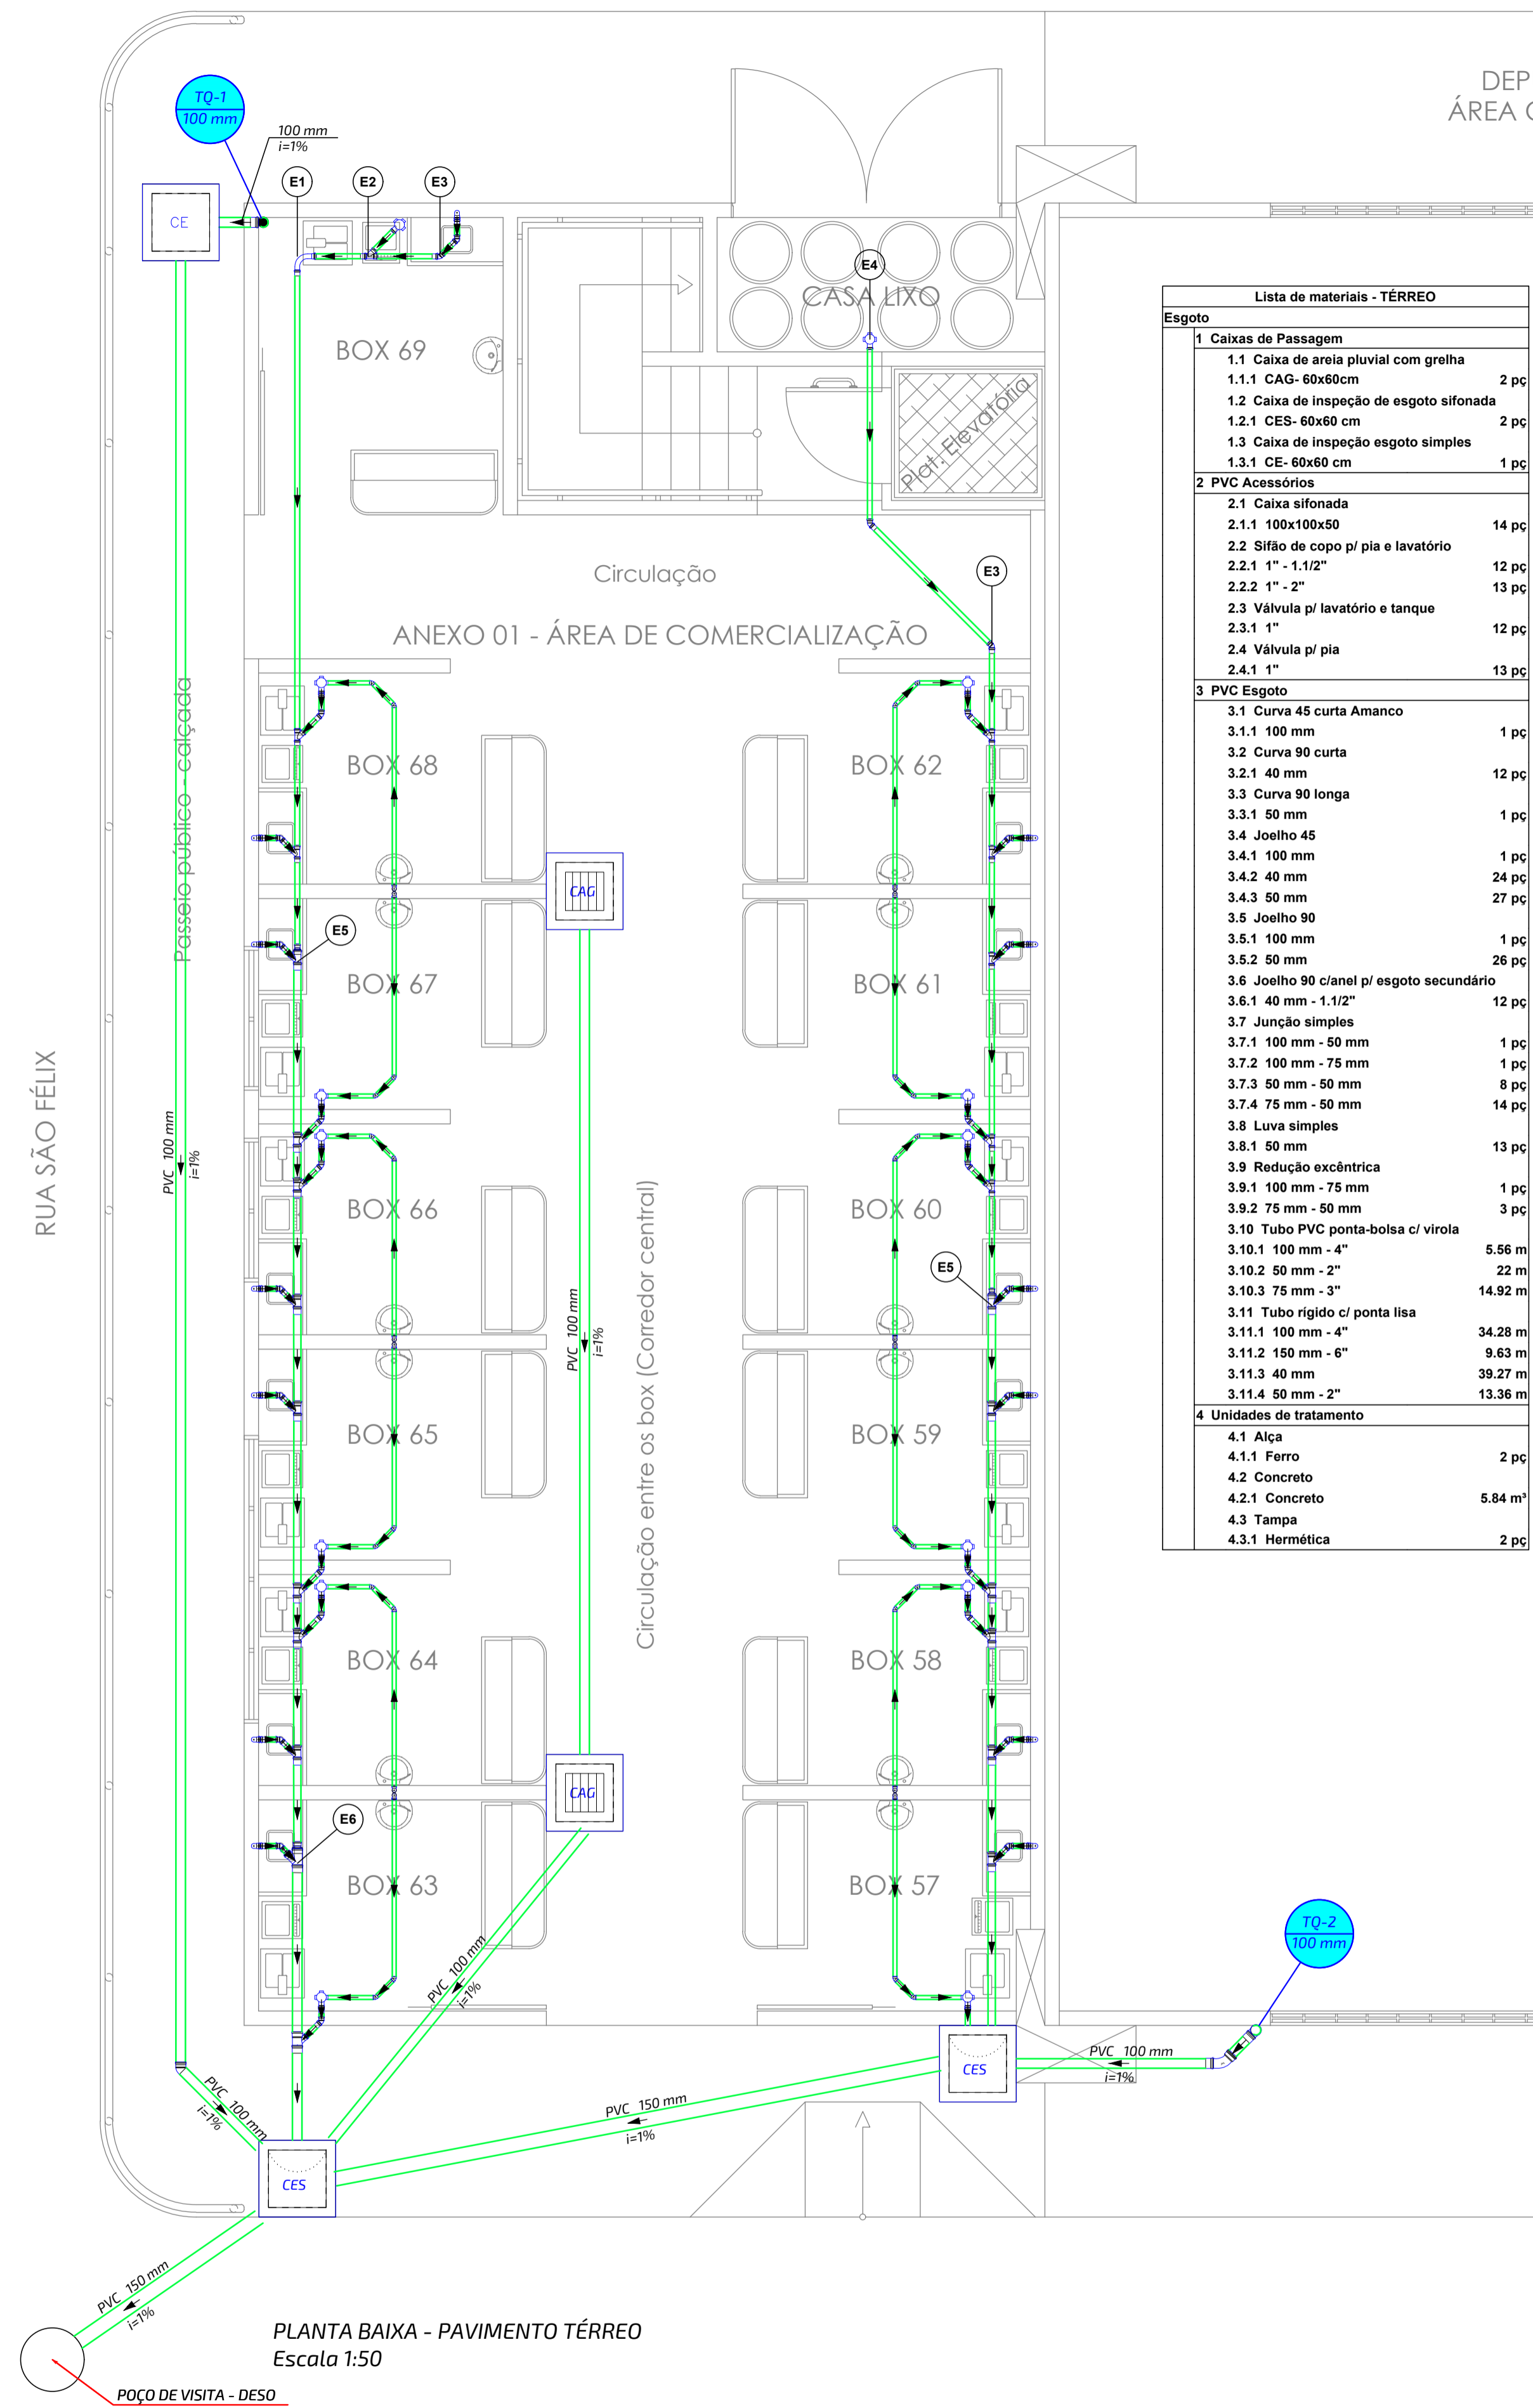 DEP
ÁREA C
TQ-1
100 mm
100 mm
i=1%
E1
E2
E3
CE
E4
CASA LIXO
BOX 69
Plat. Elevatória
Circulação
E3
ANEXO 01 - ÁREA DE COMERCIALIZAÇÃO
Passeio público - calçada
BOX 68
BOX 62
CAG
E5
BOX 67
BOX 61
RUA SÃO FÉLIX
PVC 100 mm
i=1%
BOX 66
BOX 60
Circulação entre os box (Corredor central)
E5
PVC 100 mm
i=1%
BOX 65
BOX 59
BOX 64
BOX 58
CAG
E6
BOX 63
BOX 57
PVC 100 mm
i=1%
TQ-2
100 mm
PVC 100 mm
i=1%
CES
PVC 100 mm
i=1%
PVC 150 mm
i=1%
CES
PVC 150 mm
i=1%
PLANTA BAIXA - PAVIMENTO TÉRREO
Escala 1:50
POÇO DE VISITA - DESO
Lista de materiais - TÉRREO
Esgoto
1 Caixas de Passagem
1.1 Caixa de areia pluvial com grelha
1.1.1 CAG- 60x60cm 2 pç
1.2 Caixa de inspeção de esgoto sifonada
1.2.1 CES- 60x60 cm 2 pç
1.3 Caixa de inspeção esgoto simples
1.3.1 CE- 60x60 cm 1 pç
2 PVC Acessórios
2.1 Caixa sifonada
2.1.1 100x100x50 14 pç
2.2 Sifão de copo p/ pia e lavatório
2.2.1 1" - 1.1/2" 12 pç
2.2.2 1" - 2" 13 pç
2.3 Válvula p/ lavatório e tanque
2.3.1 1" 12 pç
2.4 Válvula p/ pia
2.4.1 1" 13 pç
3 PVC Esgoto
3.1 Curva 45 curta Amanco
3.1.1 100 mm 1 pç
3.2 Curva 90 curta
3.2.1 40 mm 12 pç
3.3 Curva 90 longa
3.3.1 50 mm 1 pç
3.4 Joelho 45
3.4.1 100 mm 1 pç
3.4.2 40 mm 24 pç
3.4.3 50 mm 27 pç
3.5 Joelho 90
3.5.1 100 mm 1 pç
3.5.2 50 mm 26 pç
3.6 Joelho 90 c/anel p/ esgoto secundário
3.6.1 40 mm - 1.1/2" 12 pç
3.7 Junção simples
3.7.1 100 mm - 50 mm 1 pç
3.7.2 100 mm - 75 mm 1 pç
3.7.3 50 mm - 50 mm 8 pç
3.7.4 75 mm - 50 mm 14 pç
3.8 Luva simples
3.8.1 50 mm 13 pç
3.9 Redução excêntrica
3.9.1 100 mm - 75 mm 1 pç
3.9.2 75 mm - 50 mm 3 pç
3.10 Tubo PVC ponta-bolsa c/ virola
3.10.1 100 mm - 4" 5.56 m
3.10.2 50 mm - 2" 22 m
3.10.3 75 mm - 3" 14.92 m
3.11 Tubo rígido c/ ponta lisa
3.11.1 100 mm - 4" 34.28 m
3.11.2 150 mm - 6" 9.63 m
3.11.3 40 mm 39.27 m
3.11.4 50 mm - 2" 13.36 m
4 Unidades de tratamento
4.1 Alça
4.1.1 Ferro 2 pç
4.2 Concreto
4.2.1 Concreto 5.84 m³
4.3 Tampa
4.3.1 Hermética 2 pç